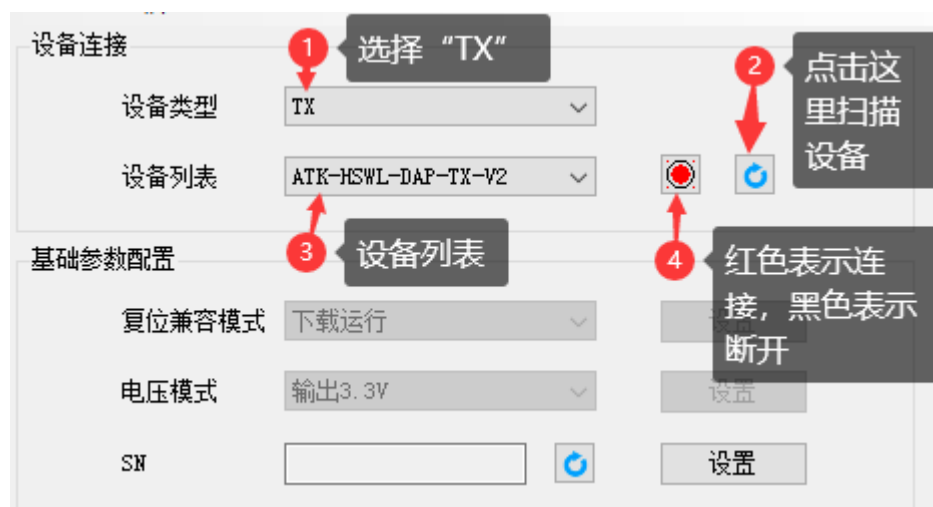 设备连接
1
选择“TX”
2
点击这
里扫描
设备
设备类型
TX
设备列表
ATK-HSWL-DAP-TX-V2
3
设备列表
4
红色表示连
接，黑色表示
断开
基础参数配置
复位兼容模式
下载运行
电压模式
输出3.3V
设置
SN
设置